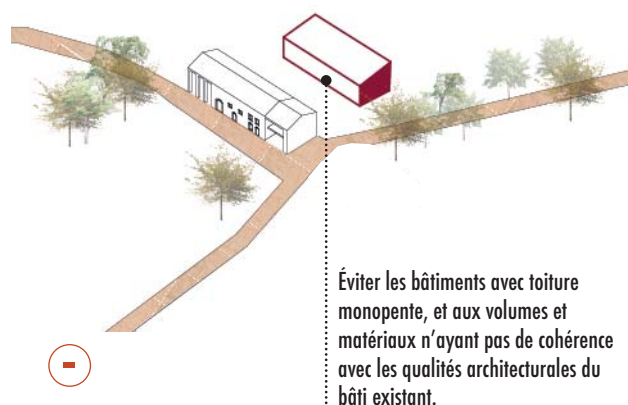 Éviter les bâtiments avec toiture
monopente, et aux volumes et
matériaux n’ayant pas de cohérence
avec les qualités architecturales du
bâti existant.